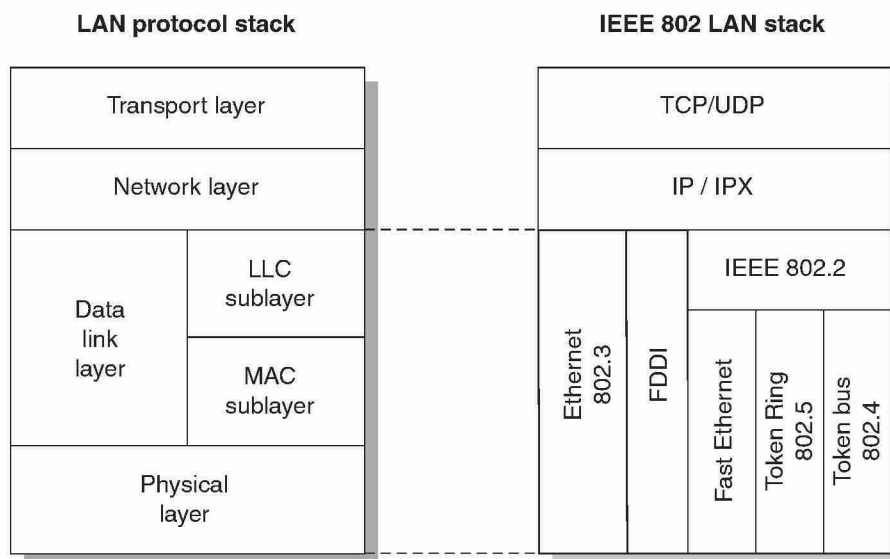 LAN protocol stack
Transport layer
Network layer
Data
link
layer
LLC
sublayer
MAC
sublayer
Physical
layer
IEEE 802 LAN stack
TCP/UDP
IP / IPX
Ethernet
802.3
FDDI
IEEE 802.2
Fast Ethernet
Token Ring
802.5
Token bus
802.4